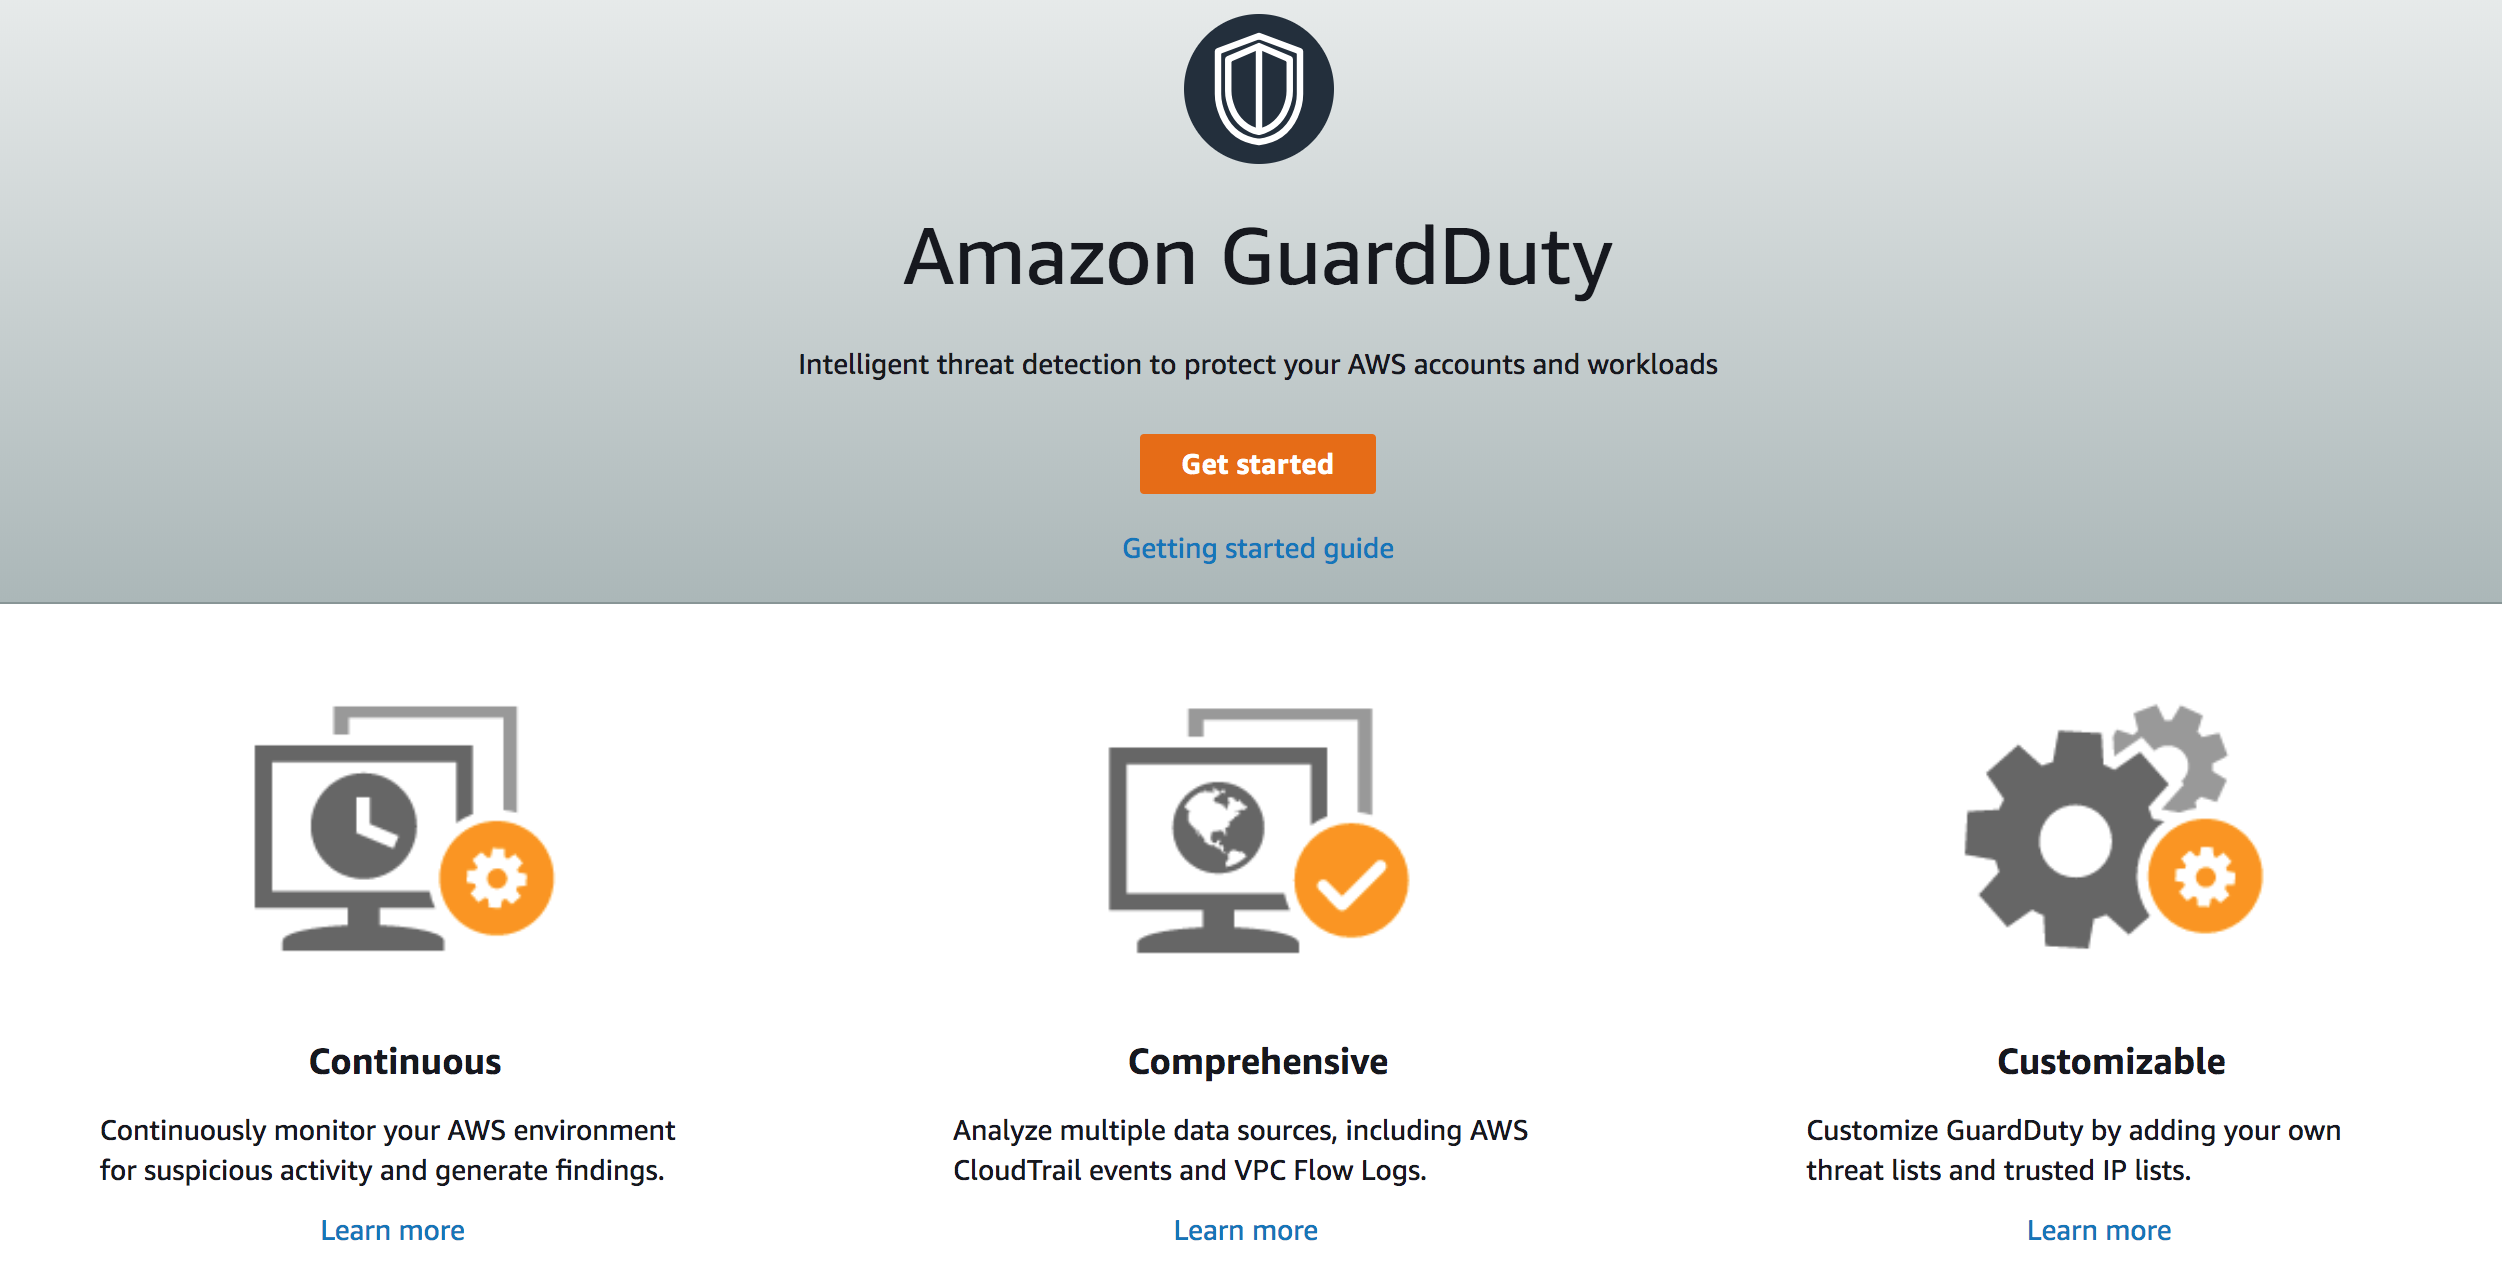 Amazon GuardDuty
Intelligent threat detection to protect your AWS accounts and workloads
Get started
Getting started guide
Continuous
Continuously monitor your AWS environment
for suspicious activity and generate findings.
Learn more
Comprehensive
Analyze multiple data sources, including AWS
CloudTrail events and VPC Flow Logs.
Learn more
Customizable
Customize GuardDuty by adding your own
threat lists and trusted IP lists.
Learn more